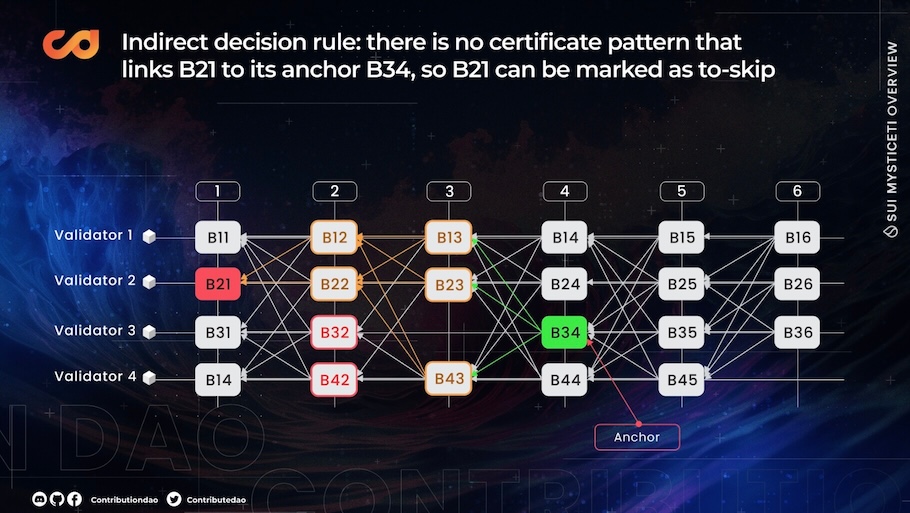 Indirect decision rule: there is no certificate pattern that
links B21 to its anchor B34, so B21 can be marked as to-skip
SUI MYSTICETI OVERVIEW
1 2 3 4 5 6
Validator 1 B11 B12 B13 B14 B15 B16
Validator 2 B21 B22 B23 B24 B25 B26
Validator 3 B31 B32 B34 B35 B36
Validator 4 B14 B42 B43 B44 B45
Anchor
N DAO
CONTRIBUTIO
Contributiondao Contributedao